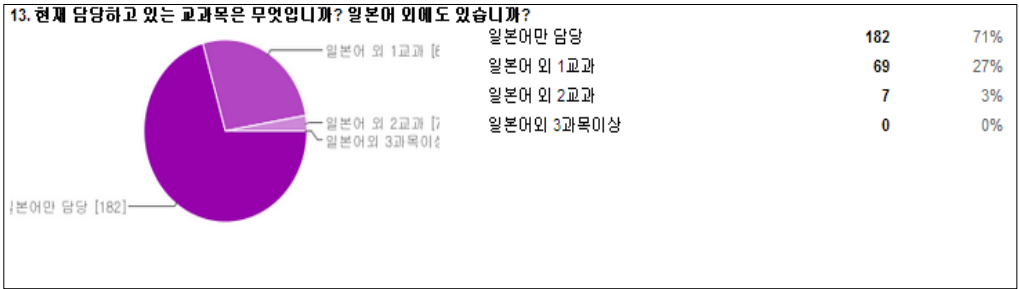 13. 현재 담당하고 있는 교과목은 무엇입니까? 일본어 외에도 있습니까?
일본어만 담당 182 71%
일본어 외 1교과 69 27%
일본어 외 2교과 7 3%
일본어외 3과목이상 0 0%
일본어 외 1교과 [6
일본어 외 2교과 [7
일본어외 3과목이상
일본어만 담당 [182]